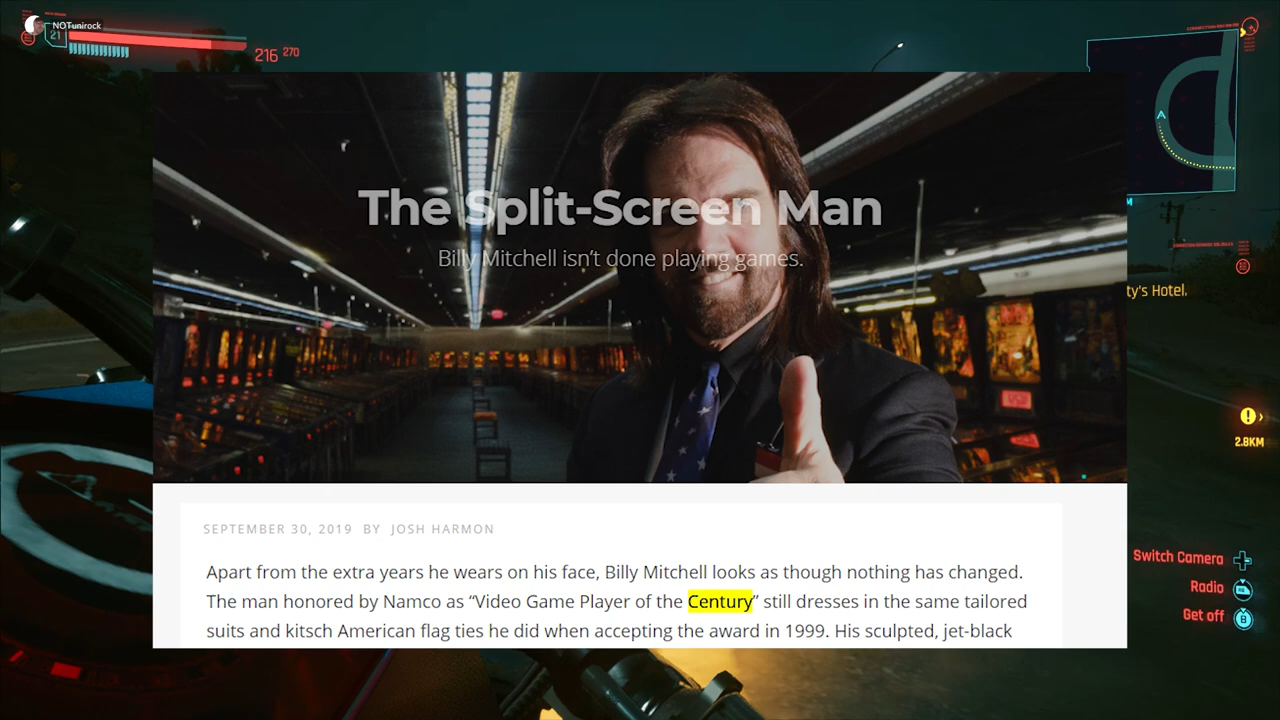 NOTunirock
21
216 270
The Split-Screen Man
Billy Mitchell isn't done playing games.
M
ty's Hotel.
2.8KM
SEPTEMBER 30, 2019 BY JOSH HARMON
Apart from the extra years he wears on his face, Billy Mitchell looks as though nothing has changed.
The man honored by Namco as “Video Game Player of the Century” still dresses in the same tailored
suits and kitsch American flag ties he did when accepting the award in 1999. His sculpted, jet-black
Switch Camera
Radio
Get off B